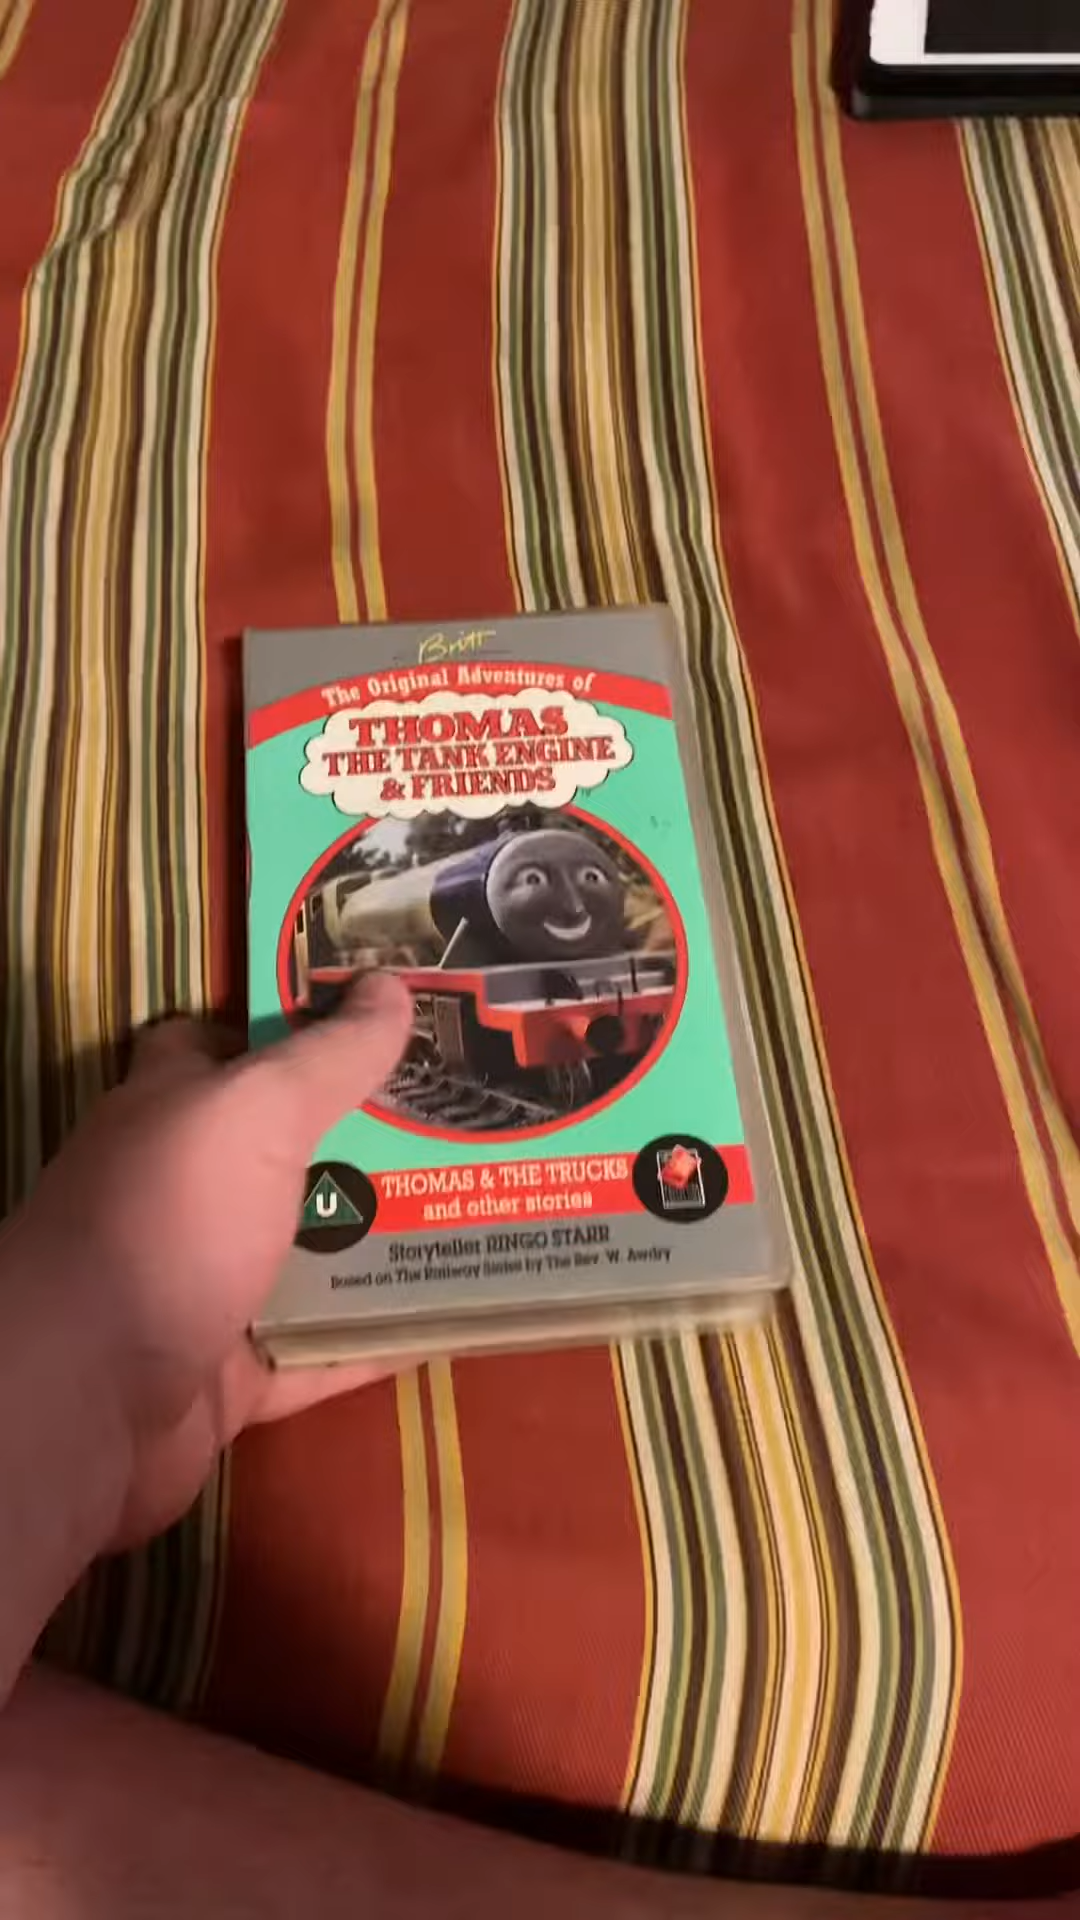 Britt
The Original Adventures of
THOMAS
THE TANK ENGINE
& FRIENDS
THOMAS & THE TRUCKS
and other stories
U
Storyteller RINGO STARR
Based on The Railway Series by The Rev. W. Awdry